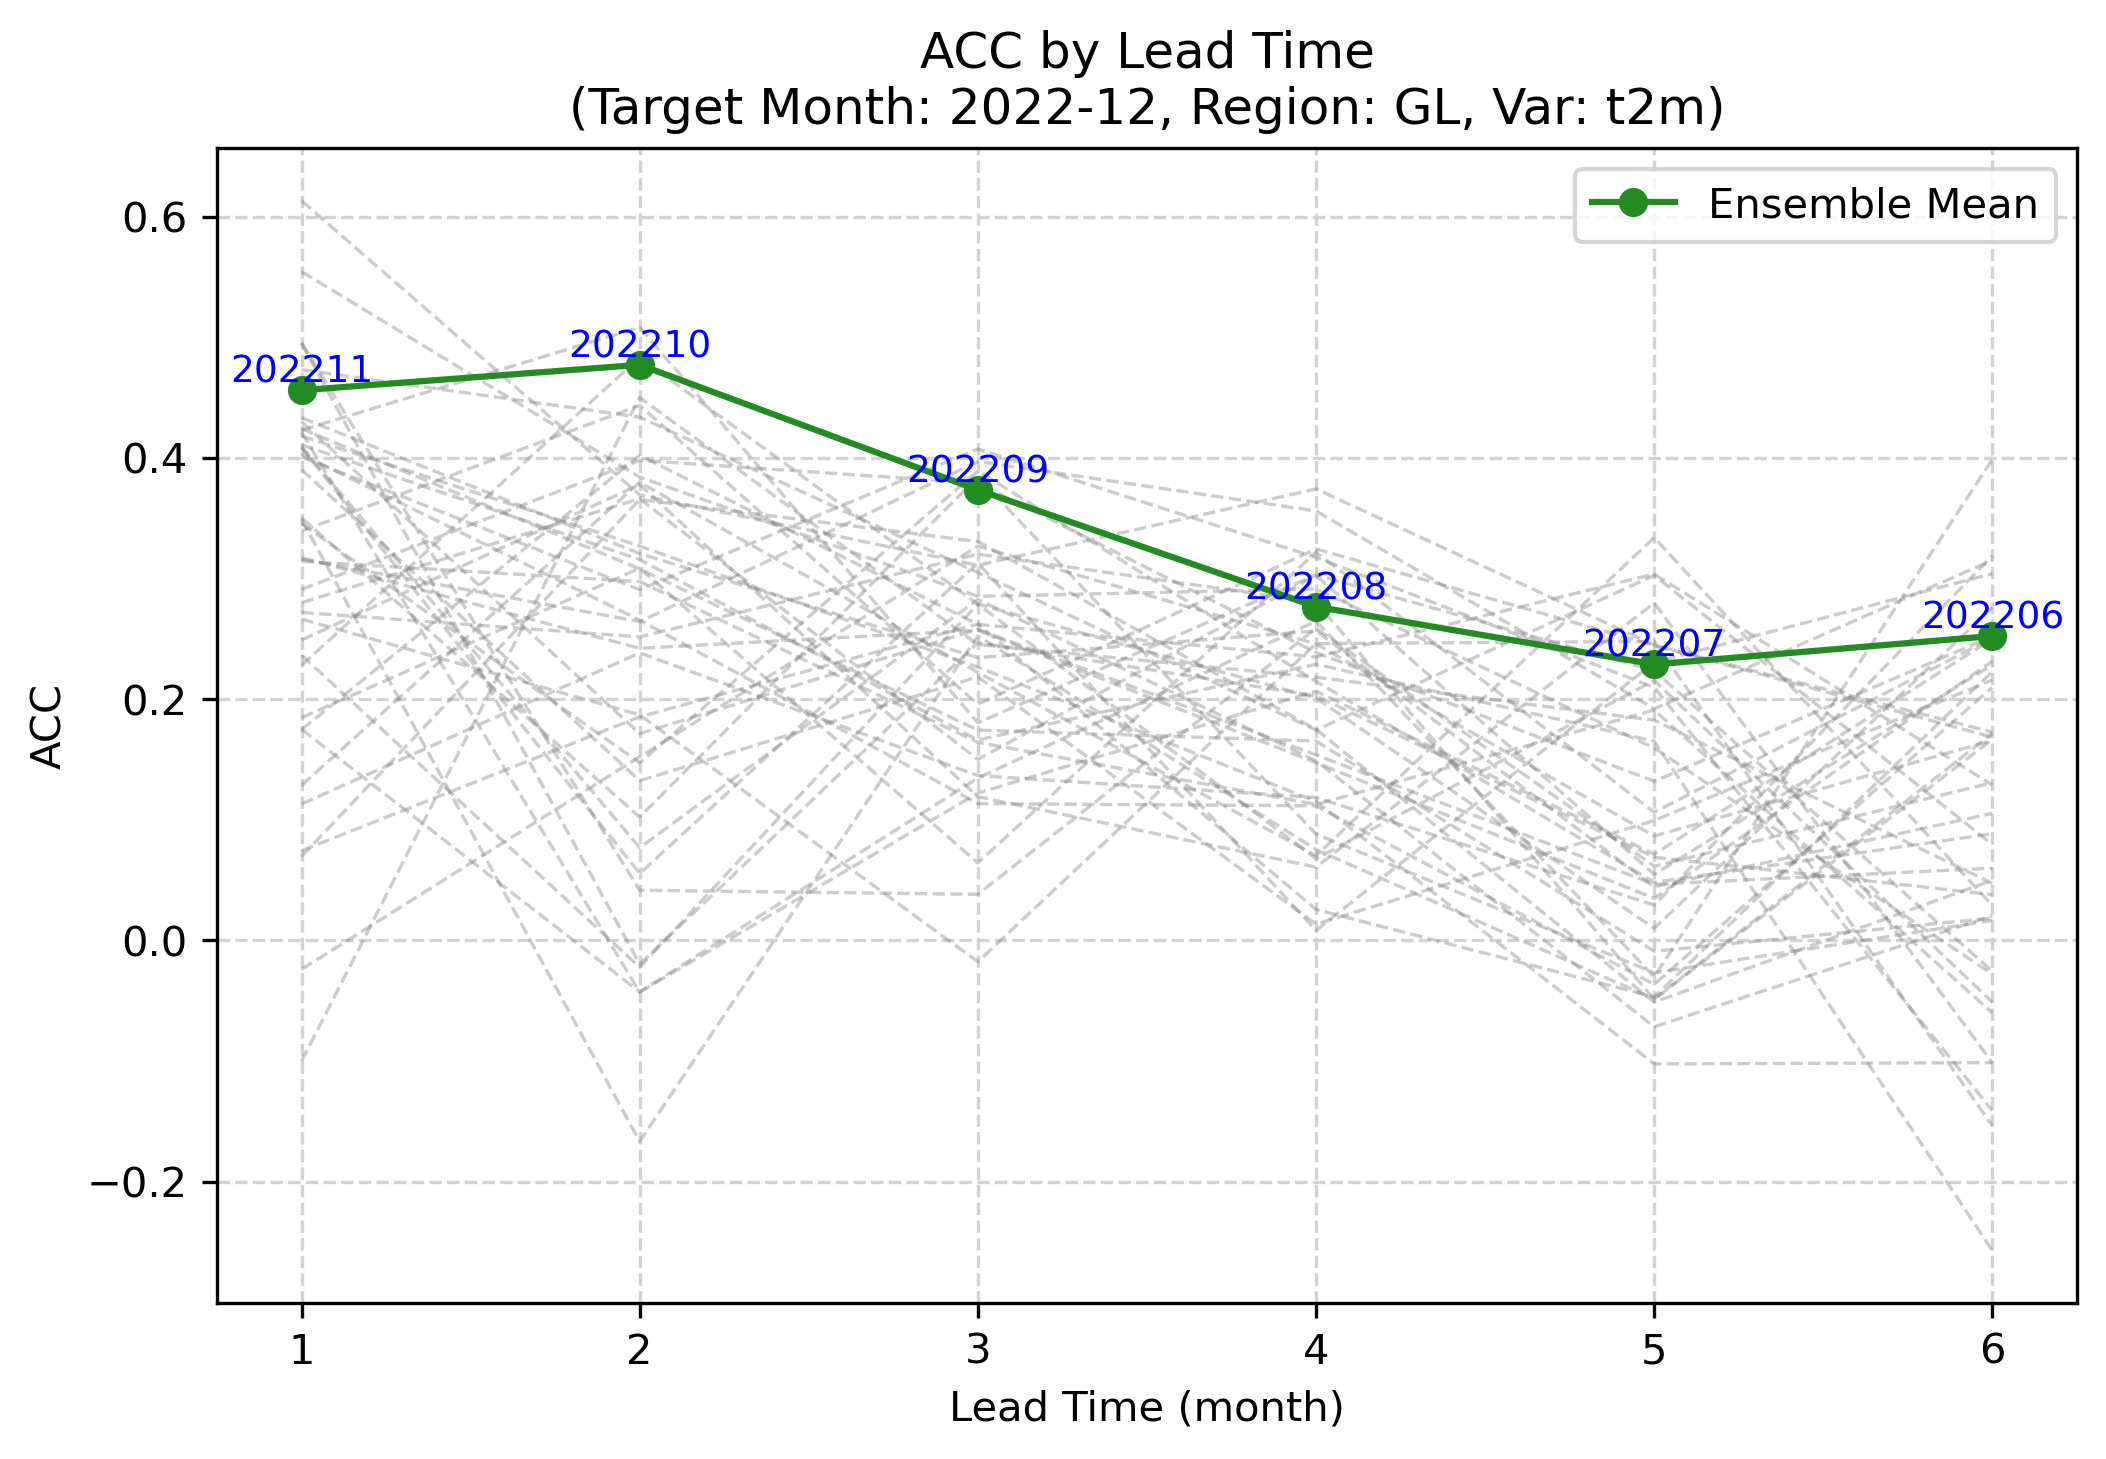 ACC by Lead Time
(Target Month: 2022-12, Region: GL, Var: t2m)
Ensemble Mean
0.6
0.4
0.2
0.0
−0.2
ACC
202211
202210
202209
202208
202207
202206
1 2 3 4 5 6
Lead Time (month)